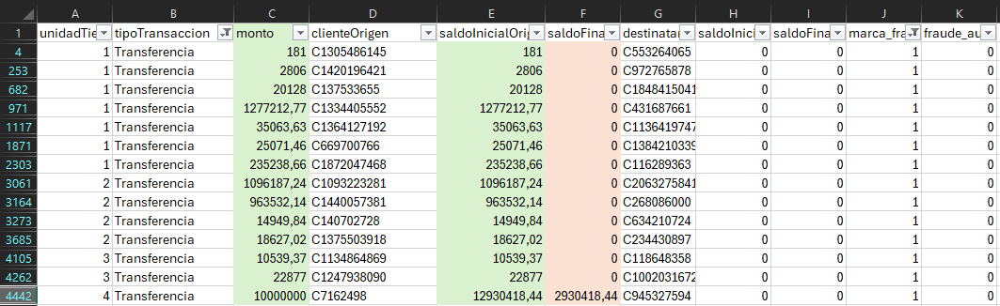 A B C D E F G H I J K
1 unidadTie tipoTransaccion monto clienteOrigen saldoInicialOrig saldoFina destinatar saldoInici saldoFina marca_fra fraude_au
4 1 Transferencia 181 C1305486145 181 0 C553264065 0 0 1 0
253 1 Transferencia 2806 C1420196421 2806 0 C972765878 0 0 1 0
682 1 Transferencia 20128 C137533655 20128 0 C1848415041 0 0 1 0
971 1 Transferencia 1277212,77 C1334405552 1277212,77 0 C431687661 0 0 1 0
1117 1 Transferencia 35063,63 C1364127192 35063,63 0 C1136419747 0 0 1 0
1871 1 Transferencia 25071,46 C669700766 25071,46 0 C1384210339 0 0 1 0
2303 1 Transferencia 235238,66 C1872047468 235238,66 0 C116289363 0 0 1 0
3061 2 Transferencia 1096187,24 C1093223281 1096187,24 0 C2063275841 0 0 1 0
3164 2 Transferencia 963532,14 C1440057381 963532,14 0 C268086000 0 0 1 0
3273 2 Transferencia 14949,84 C140702728 14949,84 0 C634210724 0 0 1 0
3685 2 Transferencia 18627,02 C1375503918 18627,02 0 C234430897 0 0 1 0
4105 3 Transferencia 10539,37 C1134864869 10539,37 0 C118648358 0 0 1 0
4262 3 Transferencia 22877 C1247938090 22877 0 C1002031672 0 0 1 0
4442 4 Transferencia 10000000 C7162498 12930418,44 2930418,44 C945327594 0 0 1 0